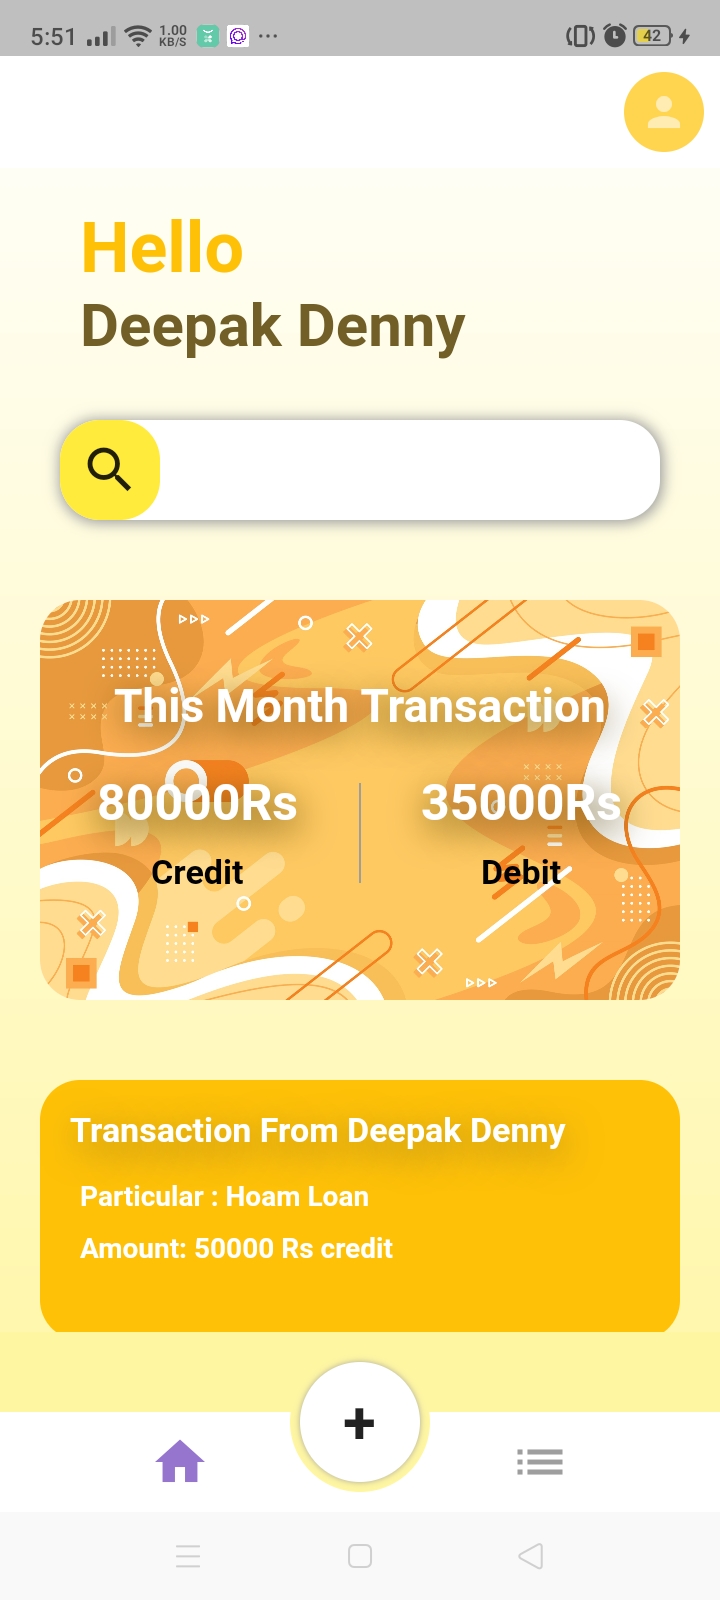 5:51 1.00 KB/S 42
Hello
Deepak Denny
This Month Transaction
80000Rs 35000Rs
Credit Debit
Transaction From Deepak Denny
Particular : Hoam Loan
Amount: 50000 Rs credit
+